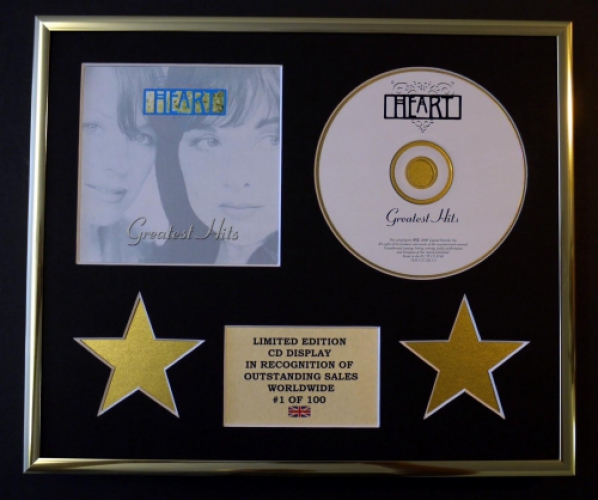 HEART
Greatest Hits
HEART
Greatest Hits
LIMITED EDITION
CD DISPLAY
IN RECOGNITION OF
OUTSTANDING SALES
WORLDWIDE
#1 OF 100